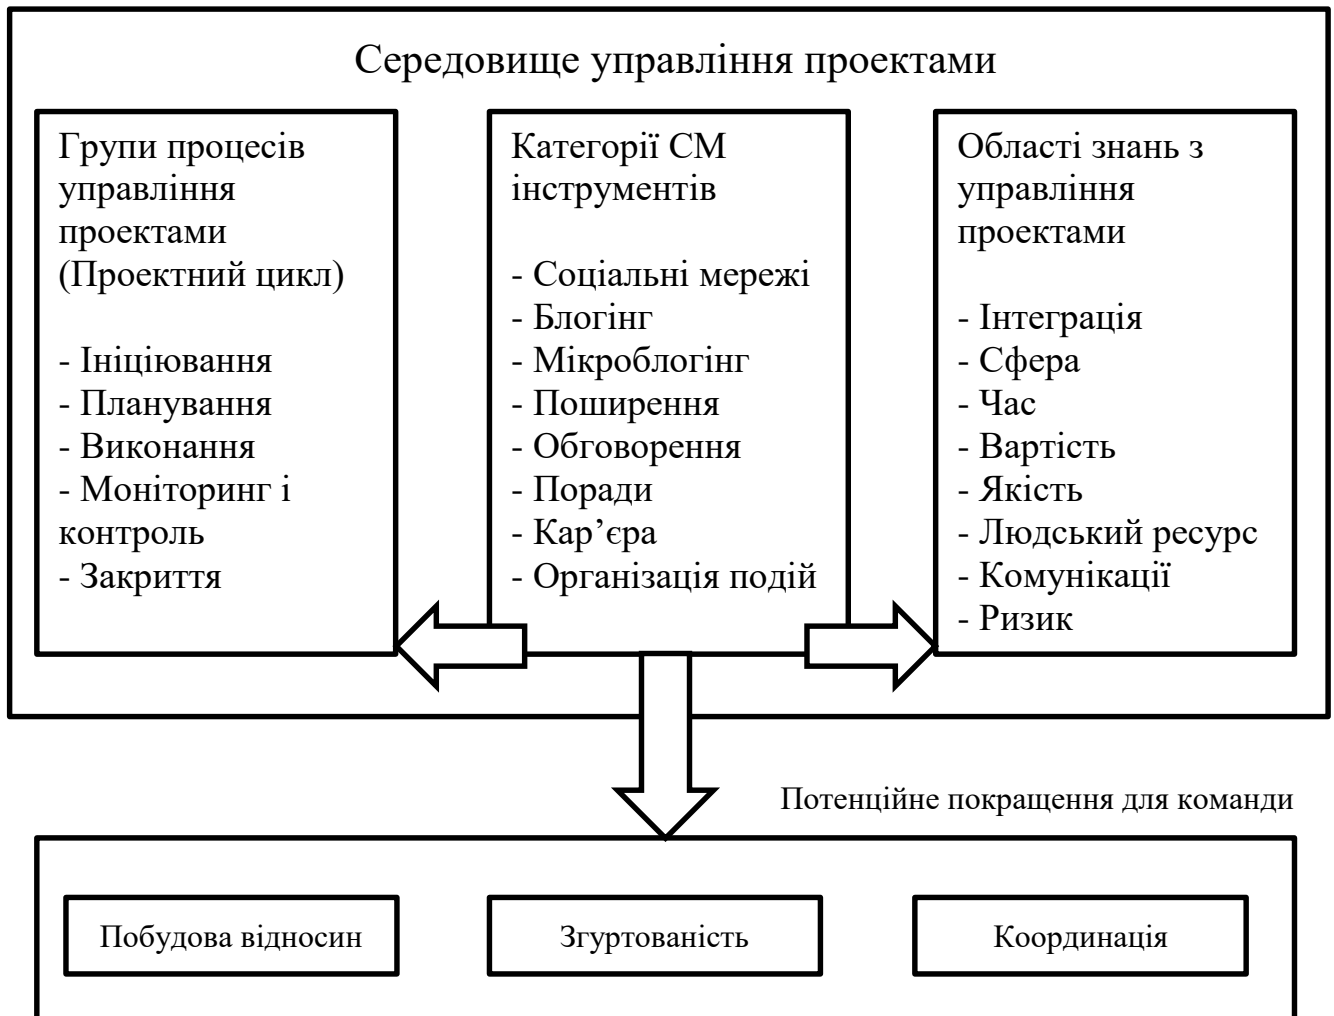 Середовище управління проектами
Групи процесів
управління
проектами
(Проектний цикл)
- Ініціювання
- Планування
- Виконання
- Моніторинг і
контроль
- Закриття
Категорії СМ
інструментів
- Соціальні мережі
- Блогінг
- Мікроблогінг
- Поширення
- Обговорення
- Поради
- Кар’єра
- Організація подій
Області знань з
управління
проектами
- Інтеграція
- Сфера
- Час
- Вартість
- Якість
- Людський ресурс
- Комунікації
- Ризик
Потенційне покращення для команди
Побудова відносин
Згуртованість
Координація